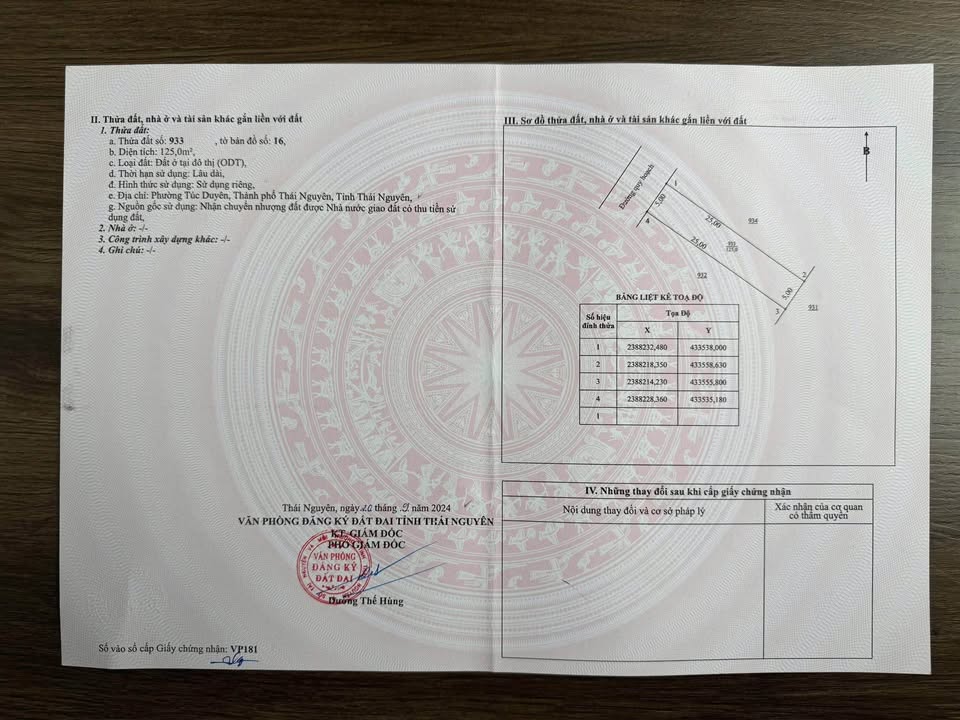 II. Thửa đất, nhà ở và tài sản khác gắn liền với đất
1. Thửa đất:
a. Thửa đất số: 933 , tờ bản đồ số: 16,
b. Diện tích: 125,0m²,
c. Loại đất: Đất ở tại đô thị (ODT),
d. Thời hạn sử dụng: Lâu dài,
đ. Hình thức sử dụng: Sử dụng riêng,
e. Địa chỉ: Phường Túc Duyên, Thành phố Thái Nguyên, Tỉnh Thái Nguyên,
g. Nguồn gốc sử dụng: Nhận chuyển nhượng đất được Nhà nước giao đất có thu tiền sử
dụng đất,
2. Nhà ở: -/-
3. Công trình xây dựng khác: -/-
4. Ghi chú: -/-
Thái Nguyên, ngày 20 tháng 9 năm 2024
VĂN PHÒNG ĐĂNG KÝ ĐẤT ĐAI TỈNH THÁI NGUYÊN
KT. GIÁM ĐỐC
PHÓ GIÁM ĐỐC
VĂN PHÒNG
ĐĂNG KÝ
ĐẤT ĐAI
Dương Thế Hùng
Số vào sổ cấp Giấy chứng nhận: VP181
III. Sơ đồ thửa đất, nhà ở và tài sản khác gắn liền với đất
B
Đường quy hoạch
1
5,00
4
25,00
934
933
125,0
25,00
932
2
5,00
3
951
BẢNG LIỆT KÊ TOẠ ĐỘ
Số hiệu đỉnh thửa Tọa Độ
X Y
1 2388232,480 433538,000
2 2388218,350 433558,630
3 2388214,230 433555,800
4 2388228,360 433535,180
1
IV. Những thay đổi sau khi cấp giấy chứng nhận
Nội dung thay đổi và cơ sở pháp lý
Xác nhận của cơ quan
có thẩm quyền